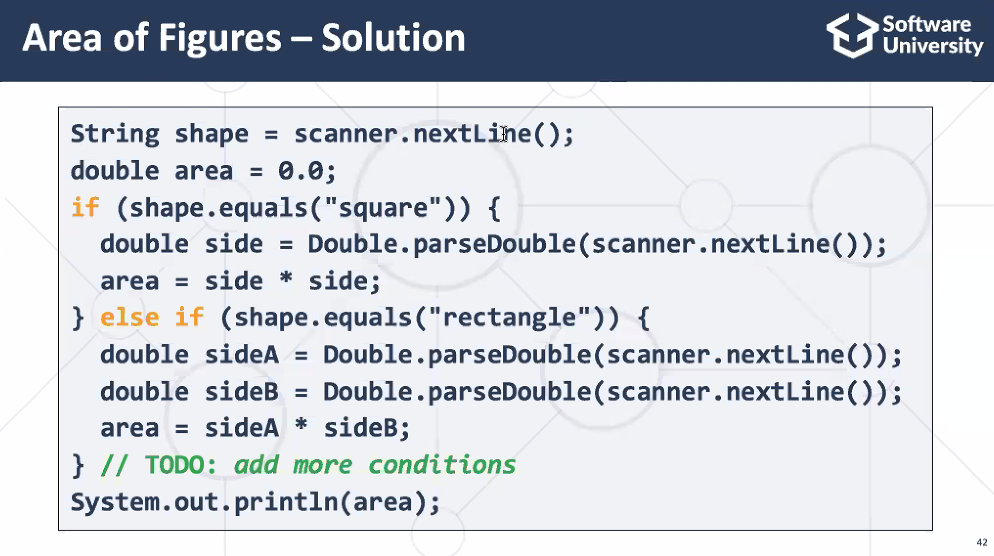 Area of Figures – Solution
Software
University
String shape = scanner.nextLine();
double area = 0.0;
if (shape.equals("square")) {
  double side = Double.parseDouble(scanner.nextLine());
  area = side * side;
} else if (shape.equals("rectangle")) {
  double sideA = Double.parseDouble(scanner.nextLine());
  double sideB = Double.parseDouble(scanner.nextLine());
  area = sideA * sideB;
} // TODO: add more conditions
System.out.println(area);
42